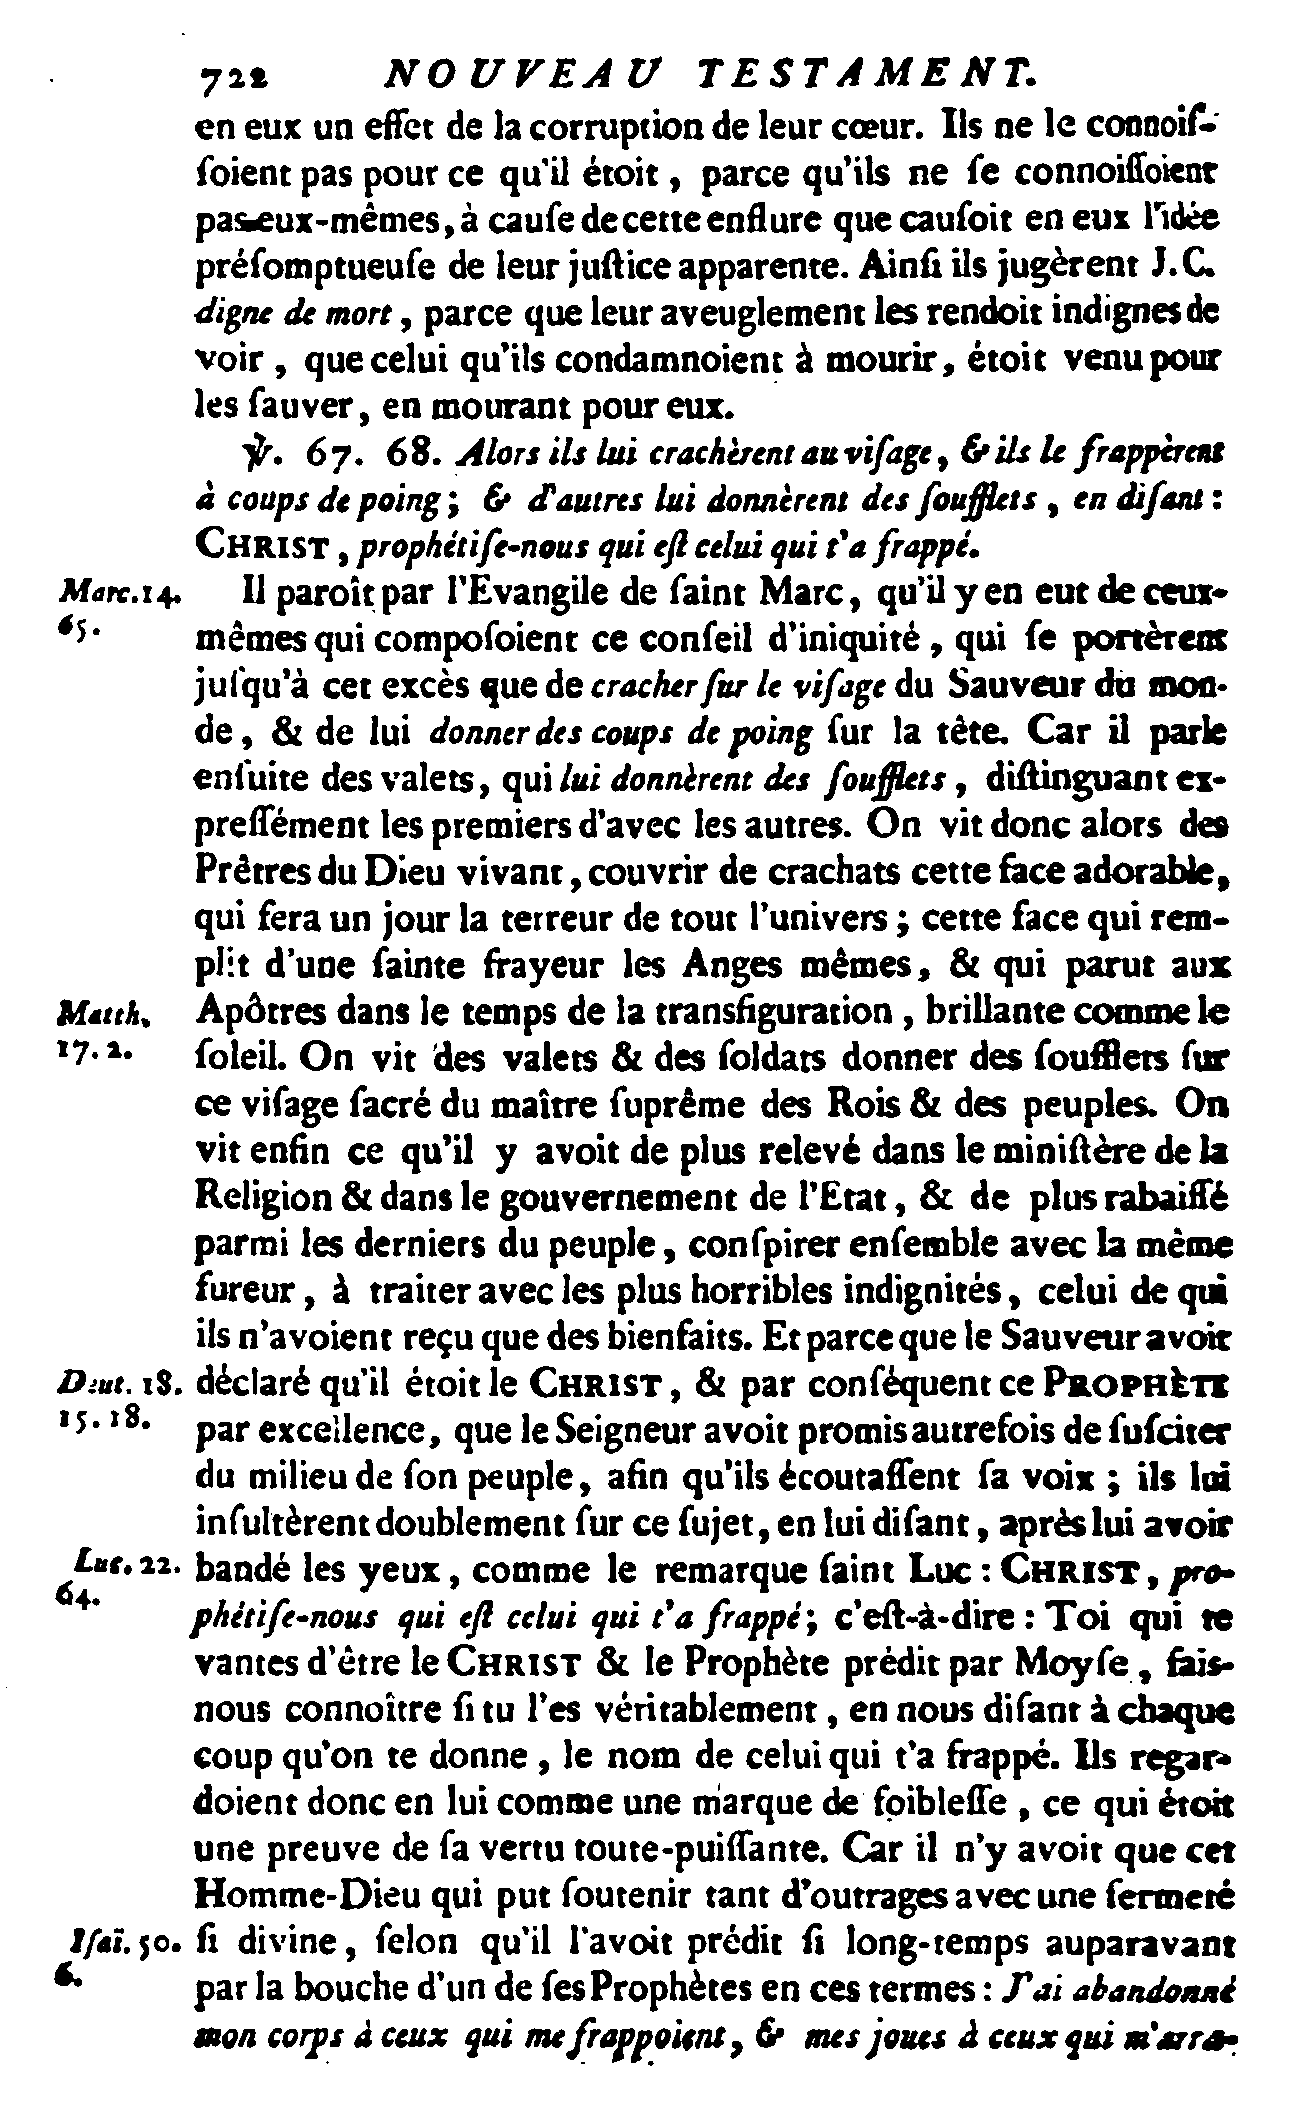 722 NOUVEAU TESTAMENT.
en eux un effet de la corruption de leur cœur. Ils ne le connoiſ-
ſoient pas pour ce qu'il étoit, parce qu'ils ne ſe connoiſſoient
pas eux-mêmes, à cauſe de cette enflure que cauſoit en eux l'idée
préſomptueuſe de leur juſtice apparente. Ainſi ils jugèrent J. C.
digne de mort, parce que leur aveuglement les rendoit indignes de
voir, que celui qu'ils condamnoient à mourir, étoit venu pour
les ſauver, en mourant pour eux.
℣. 67. 68. Alors ils lui crachèrent au viſage, & ils le frappèrent
à coups de poing; & d'autres lui donnèrent des ſoufflets, en diſant:
CHRIST, prophétiſe-nous qui eſt celui qui t'a frappé.
Marc. 14. Il paroît par l'Evangile de ſaint Marc, qu'il y en eut de ceux-
65. mêmes qui compoſoient ce conſeil d'iniquité, qui ſe portèrent
juſqu'à cet excès que de cracher ſur le viſage du Sauveur du mon-
de, & de lui donner des coups de poing ſur la tête. Car il parle
enſuite des valets, qui lui donnèrent des ſoufflets, diſtinguant ex-
preſſément les premiers d'avec les autres. On vit donc alors des
Prêtres du Dieu vivant, couvrir de crachats cette face adorable,
qui fera un jour la terreur de tout l'univers; cette face qui rem-
plit d'une ſainte frayeur les Anges mêmes, & qui parut aux
Matth. Apôtres dans le temps de la transfiguration, brillante comme le
17. 2. ſoleil. On vit des valets & des ſoldats donner des ſoufflets ſur
ce viſage ſacré du maître ſuprême des Rois & des peuples. On
vit enfin ce qu'il y avoit de plus relevé dans le miniſtère de la
Religion & dans le gouvernement de l'Etat, & de plus rabaiſſé
parmi les derniers du peuple, conſpirer enſemble avec la même
fureur, à traiter avec les plus horribles indignités, celui de qui
ils n'avoient reçu que des bienfaits. Et parce que le Sauveur avoit
Deut. 18. déclaré qu'il étoit le CHRIST, & par conſéquent ce PROPHÈTE
15. 18. par excellence, que le Seigneur avoit promis autrefois de ſuſciter
du milieu de ſon peuple, afin qu'ils écoutaſſent ſa voix; ils lui
inſultèrent doublement ſur ce ſujet, en lui diſant, après lui avoir
Luc. 22. bandé les yeux, comme le remarque ſaint Luc: CHRIST, pro-
64. phétiſe-nous qui eſt celui qui t'a frappé; c'eſt-à-dire: Toi qui te
vantes d'être le CHRIST & le Prophète prédit par Moyſe, fais-
nous connoître ſi tu l'es véritablement, en nous diſant à chaque
coup qu'on te donne, le nom de celui qui t'a frappé. Ils regar-
doient donc en lui comme une marque de foibleſſe, ce qui étoit
une preuve de ſa vertu toute-puiſſante. Car il n'y avoit que cet
Homme-Dieu qui put ſoutenir tant d'outrages avec une fermeté
Iſaï. 50. ſi divine, ſelon qu'il l'avoit prédit ſi long-temps auparavant
6. par la bouche d'un de ſes Prophètes en ces termes: J'ai abandonné
mon corps à ceux qui me frappoient, & mes joues à ceux qui m'arra-